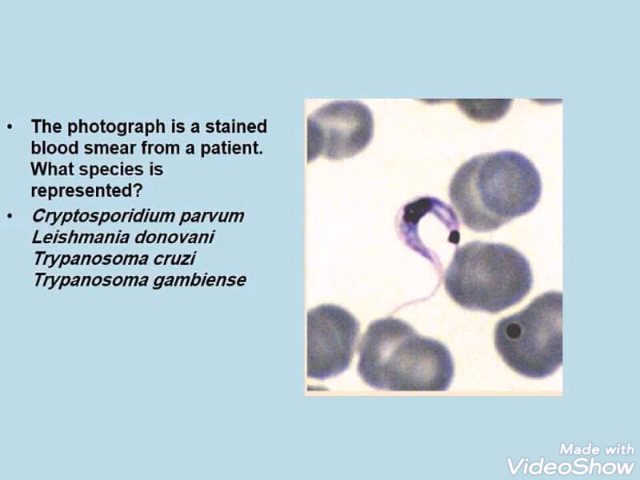 • The photograph is a stained
blood smear from a patient.
What species is
represented?
• Cryptosporidium parvum
Leishmania donovani
Trypanosoma cruzi
Trypanosoma gambiense
Made with
VideoShow